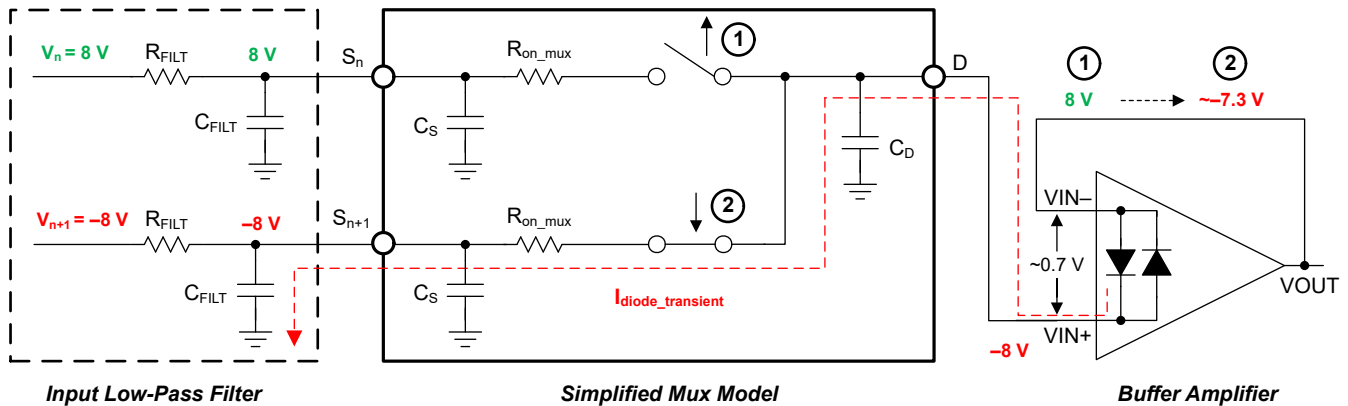 Vn = 8 V
RFILT
8 V
Sn
Ron_mux
1
D
1
2
8 V
~–7.3 V
CFILT
CS
CD
Vn+1 = –8 V
RFILT
–8 V
Sn+1
Ron_mux
2
VIN–
~0.7 V
VOUT
CFILT
CS
Idiode_transient
VIN+
–8 V
Input Low-Pass Filter
Simplified Mux Model
Buffer Amplifier